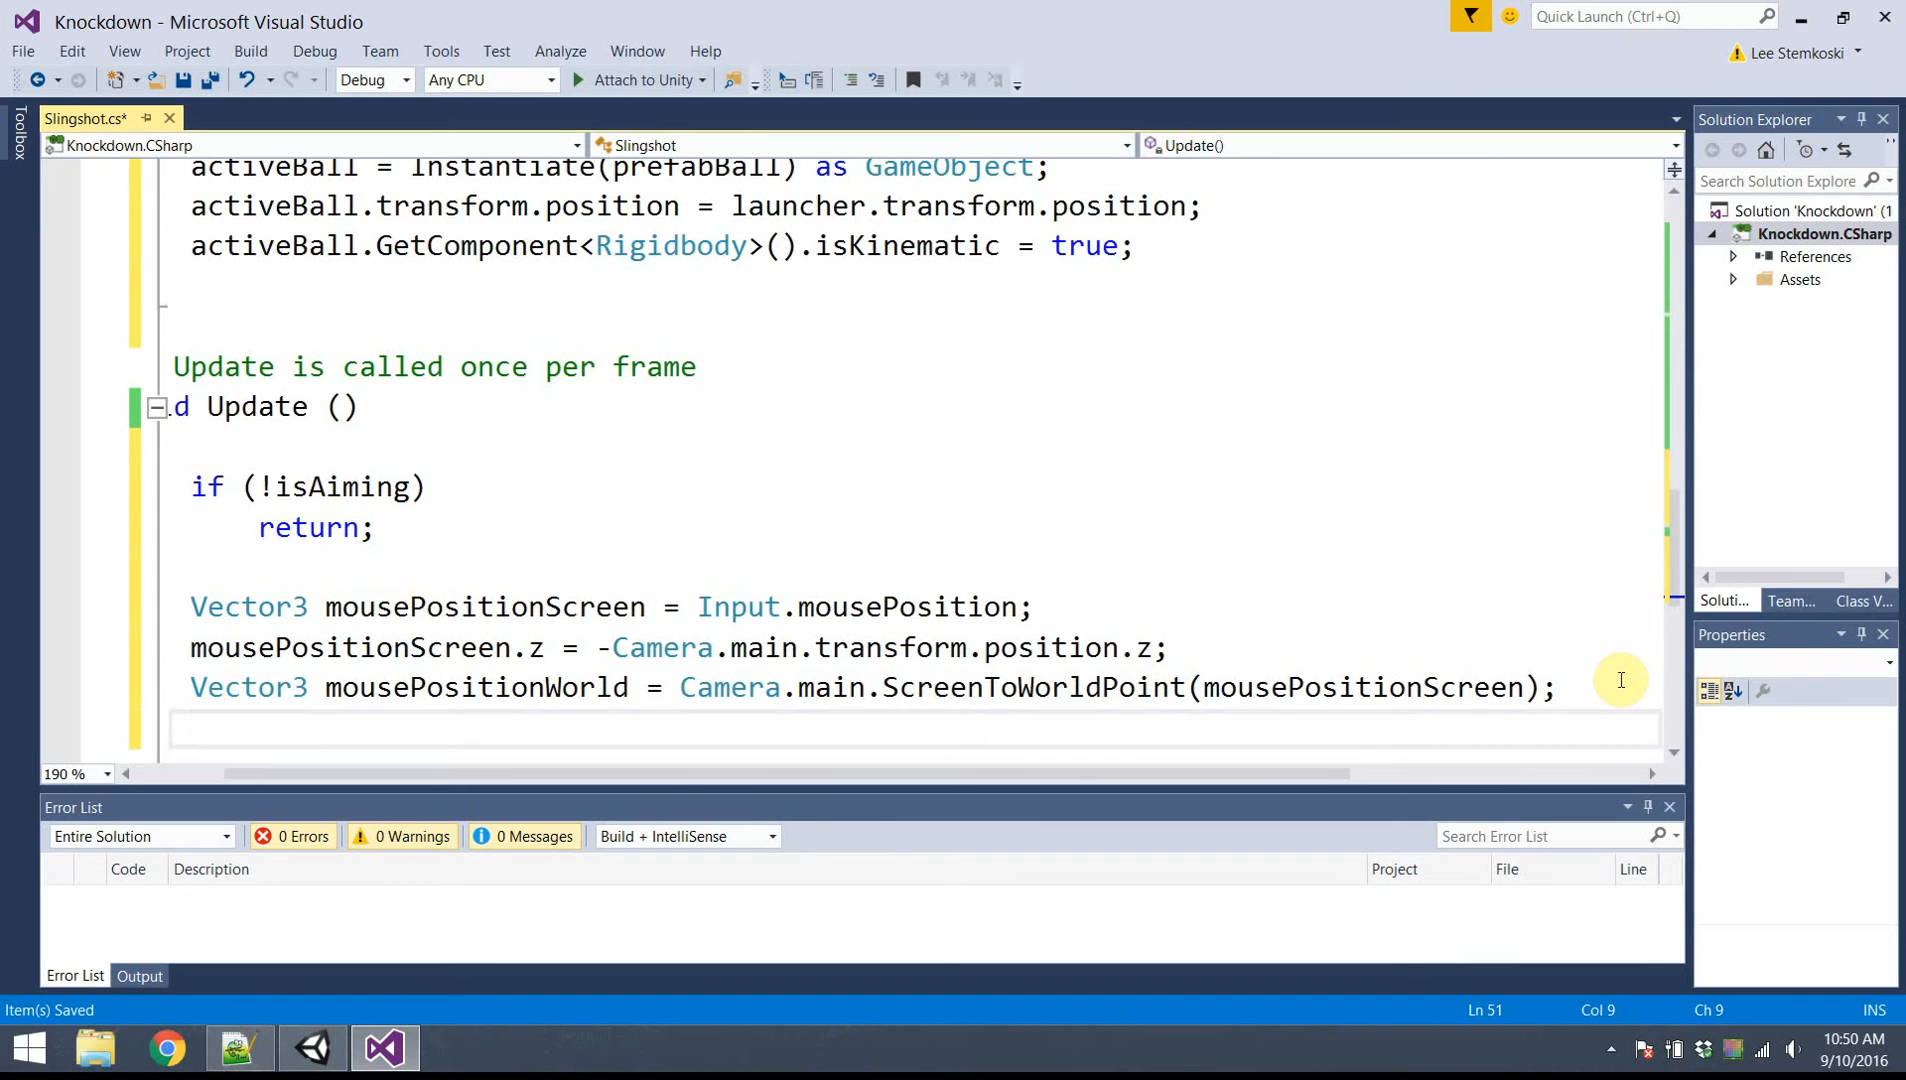 Knockdown - Microsoft Visual Studio
Quick Launch (Ctrl+Q)
File Edit View Project Build Debug Team Tools Test Analyze Window Help
Lee Stemkoski
Debug Any CPU Attach to Unity
Toolbox
Slingshot.cs*
Knockdown.CSharp Slingshot Update()
activeBall = Instantiate(prefabBall) as GameObject;
activeBall.transform.position = launcher.transform.position;
activeBall.GetComponent<Rigidbody>().isKinematic = true;
Update is called once per frame
d Update ()
if (!isAiming)
return;
Vector3 mousePositionScreen = Input.mousePosition;
mousePositionScreen.z = -Camera.main.transform.position.z;
Vector3 mousePositionWorld = Camera.main.ScreenToWorldPoint(mousePositionScreen);
190 %
Solution Explorer
Search Solution Explore
Solution 'Knockdown' (1
Knockdown.CSharp
References
Assets
Soluti... Team... Class V...
Properties
Error List
Entire Solution 0 Errors 0 Warnings 0 Messages Build + IntelliSense Search Error List
Code Description Project File Line
Error List Output
Item(s) Saved Ln 51 Col 9 Ch 9 INS
10:50 AM
9/10/2016